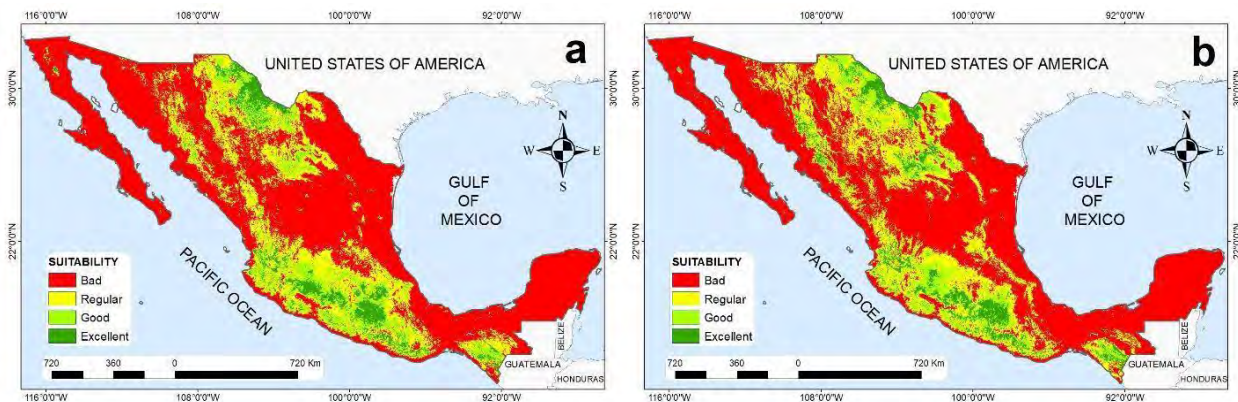 116°0'0"W 108°0'0"W 100°0'0"W 92°0'0"W
a
UNITED STATES OF AMERICA
30°0'0"N
N
W E
S
GULF
OF
MEXICO
22°0'0"N
PACIFIC OCEAN
SUITABILITY
Bad
Regular
Good
Excellent
BELIZE
GUATEMALA
HONDURAS
720 360 0 720 Km
116°0'0"W 108°0'0"W 100°0'0"W 92°0'0"W
116°0'0"W 108°0'0"W 100°0'0"W 92°0'0"W
b
UNITED STATES OF AMERICA
30°0'0"N
N
W E
S
GULF
OF
MEXICO
22°0'0"N
PACIFIC OCEAN
SUITABILITY
Bad
Regular
Good
Excellent
BELIZE
GUATEMALA
HONDURAS
720 360 0 720 Km
116°0'0"W 108°0'0"W 100°0'0"W 92°0'0"W